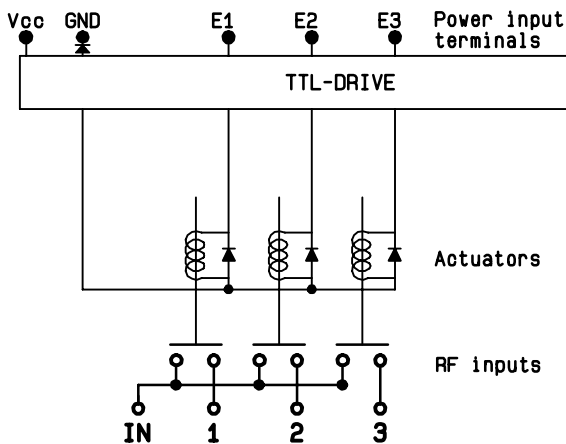 Vcc GND E1 E2 E3 Power input
terminals
TTL-DRIVE
Actuators
RF inputs
IN 1 2 3